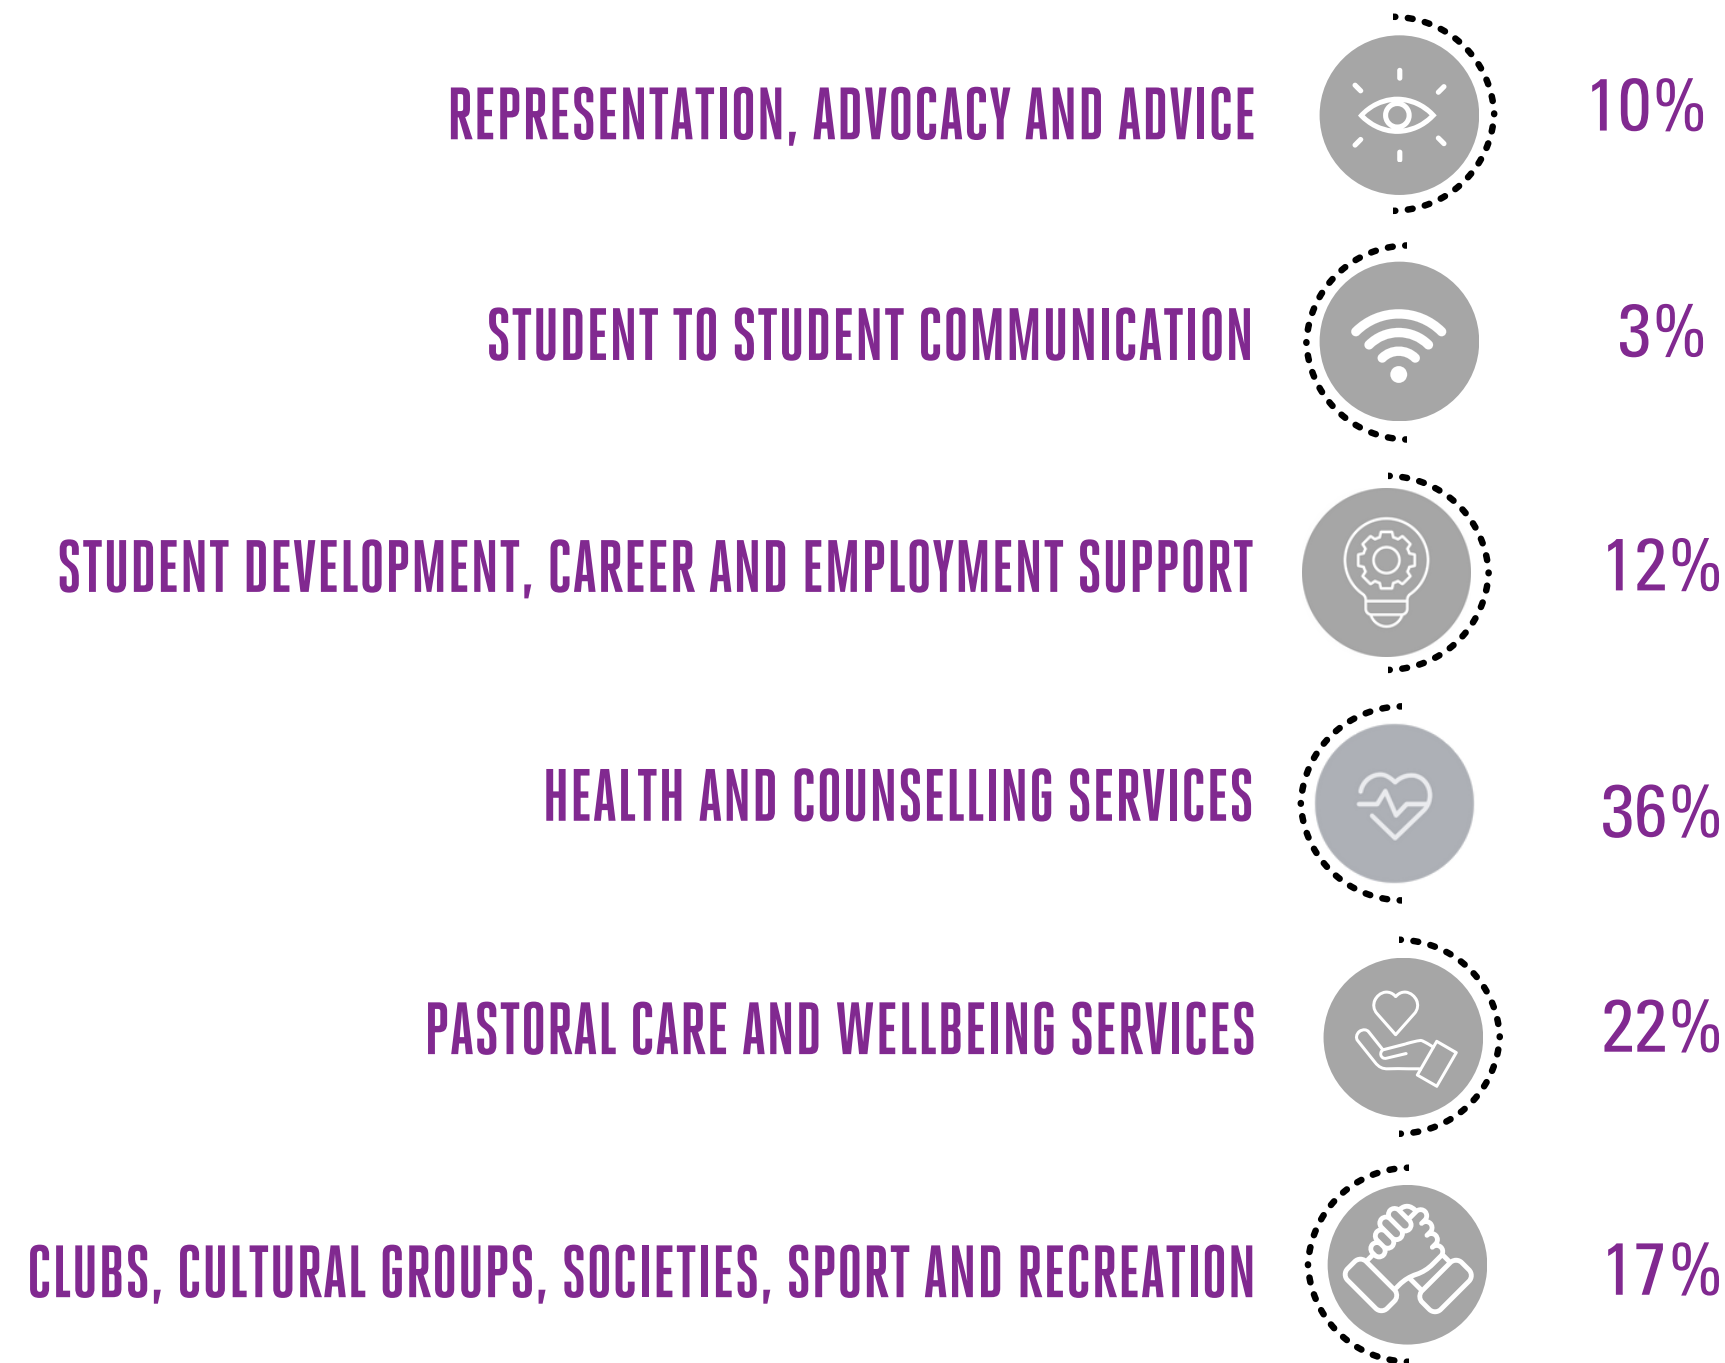 REPRESENTATION, ADVOCACY AND ADVICE 10%
STUDENT TO STUDENT COMMUNICATION 3%
STUDENT DEVELOPMENT, CAREER AND EMPLOYMENT SUPPORT 12%
HEALTH AND COUNSELLING SERVICES 36%
PASTORAL CARE AND WELLBEING SERVICES 22%
CLUBS, CULTURAL GROUPS, SOCIETIES, SPORT AND RECREATION 17%